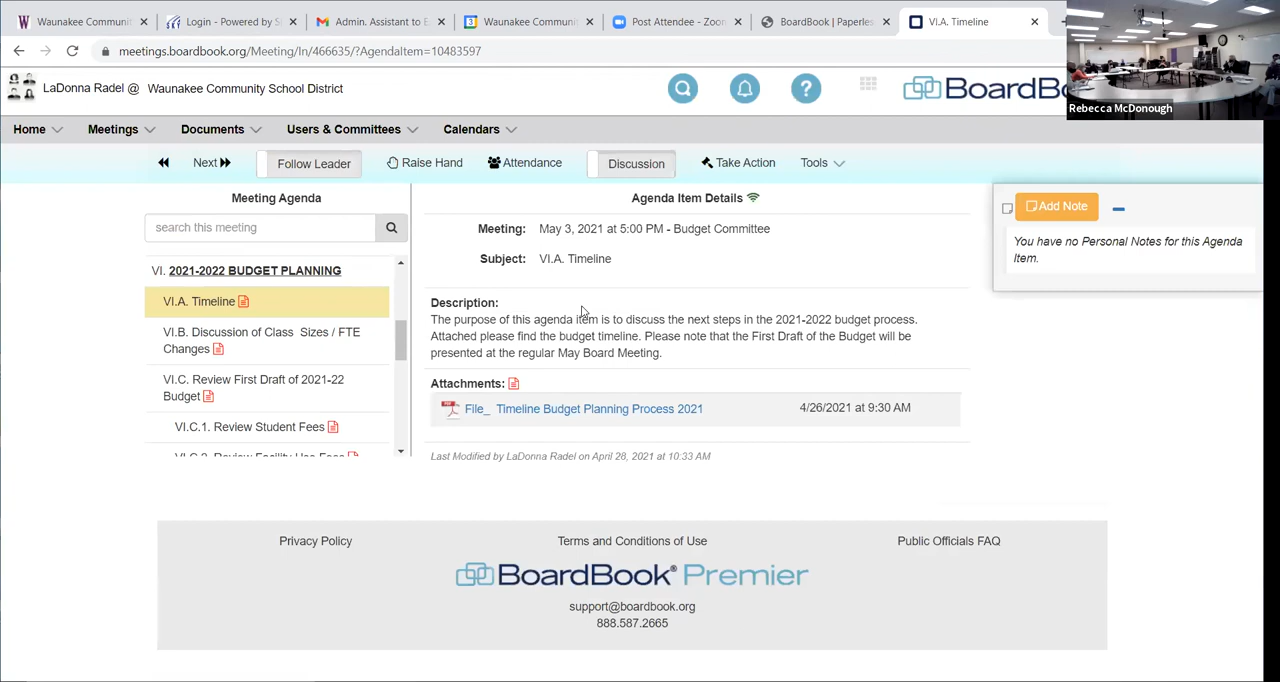 Waunakee Communi
Login - Powered by S
Admin. Assistant to E
Waunakee Communi
Post Attendee - Zoo
BoardBook | Paperles
VI.A. Timeline
meetings.boardbook.org/Meeting/In/466635/?AgendaItem=10483597
Rebecca McDonough
LaDonna Radel @ Waunakee Community School District
?
BoardBo
Home
Meetings
Documents
Users & Committees
Calendars
Next
Follow Leader
Raise Hand
Attendance
Discussion
Take Action
Tools
Meeting Agenda
search this meeting
VI. 2021-2022 BUDGET PLANNING
VI.A. Timeline
VI.B. Discussion of Class Sizes / FTE
Changes
VI.C. Review First Draft of 2021-22
Budget
VI.C.1. Review Student Fees
VI.C.2. Review Facility Use Fees
Agenda Item Details
Meeting: May 3, 2021 at 5:00 PM - Budget Committee
Subject: VI.A. Timeline
Description:
The purpose of this agenda item is to discuss the next steps in the 2021-2022 budget process.
Attached please find the budget timeline. Please note that the First Draft of the Budget will be
presented at the regular May Board Meeting.
Attachments:
File_ Timeline Budget Planning Process 2021 4/26/2021 at 9:30 AM
Last Modified by LaDonna Radel on April 28, 2021 at 10:33 AM
Add Note
You have no Personal Notes for this Agenda
Item.
Privacy Policy
Terms and Conditions of Use
Public Officials FAQ
BoardBook® Premier
support@boardbook.org
888.587.2665